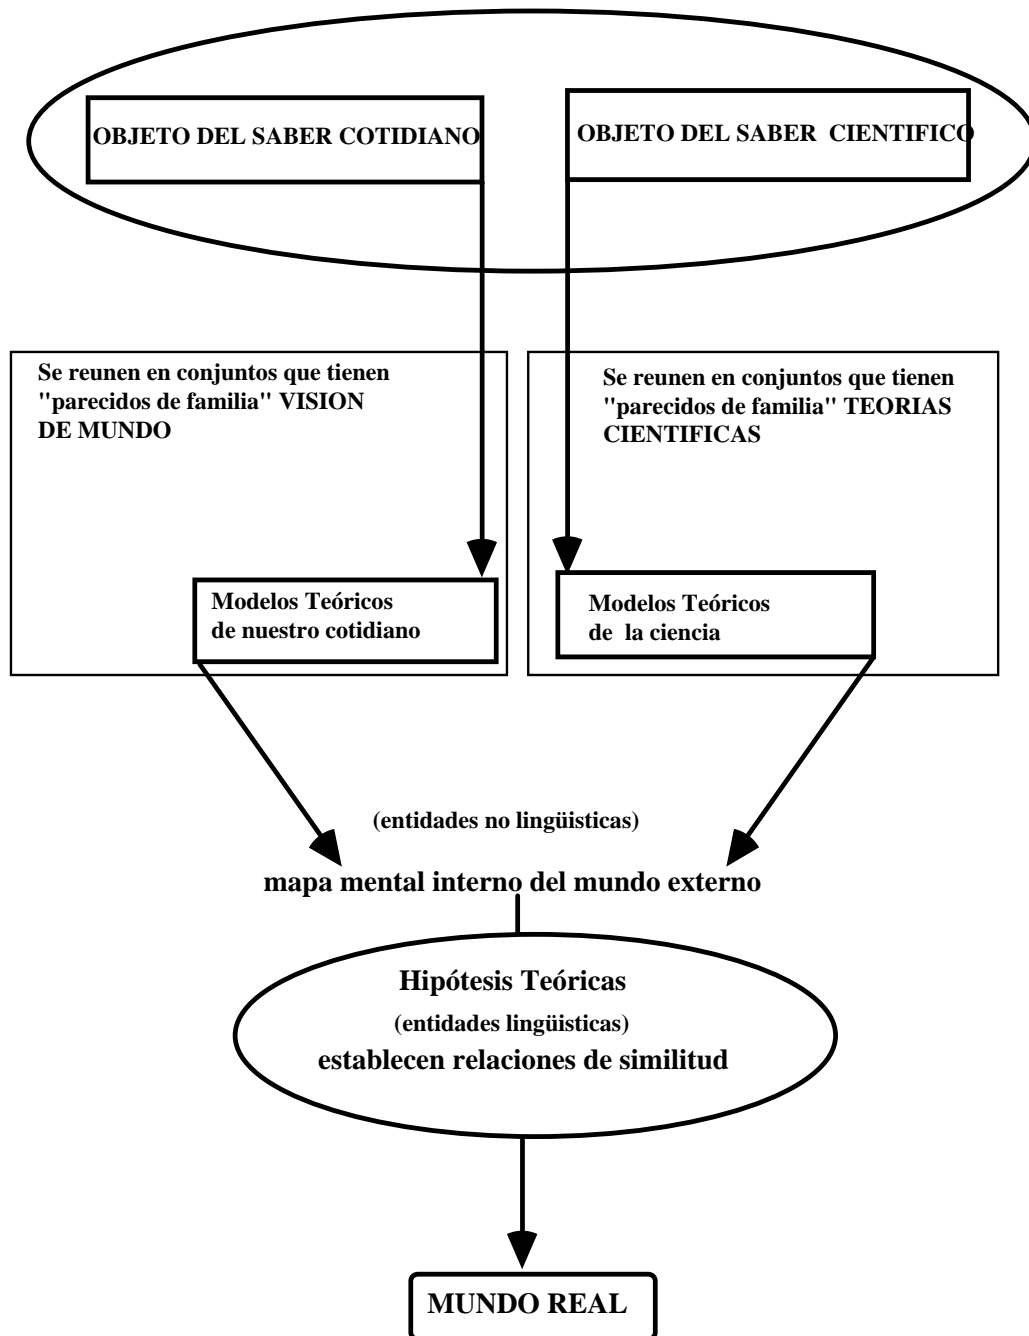 OBJETO DEL SABER COTIDIANO
OBJETO DEL SABER CIENTIFICO
Se reunen en conjuntos que tienen
"parecidos de familia" VISION
DE MUNDO
Se reunen en conjuntos que tienen
"parecidos de familia" TEORIAS
CIENTIFICAS
Modelos Teóricos
de nuestro cotidiano
Modelos Teóricos
de la ciencia
(entidades no lingüisticas)
mapa mental interno del mundo externo
Hipótesis Teóricas
(entidades lingüisticas)
establecen relaciones de similitud
MUNDO REAL